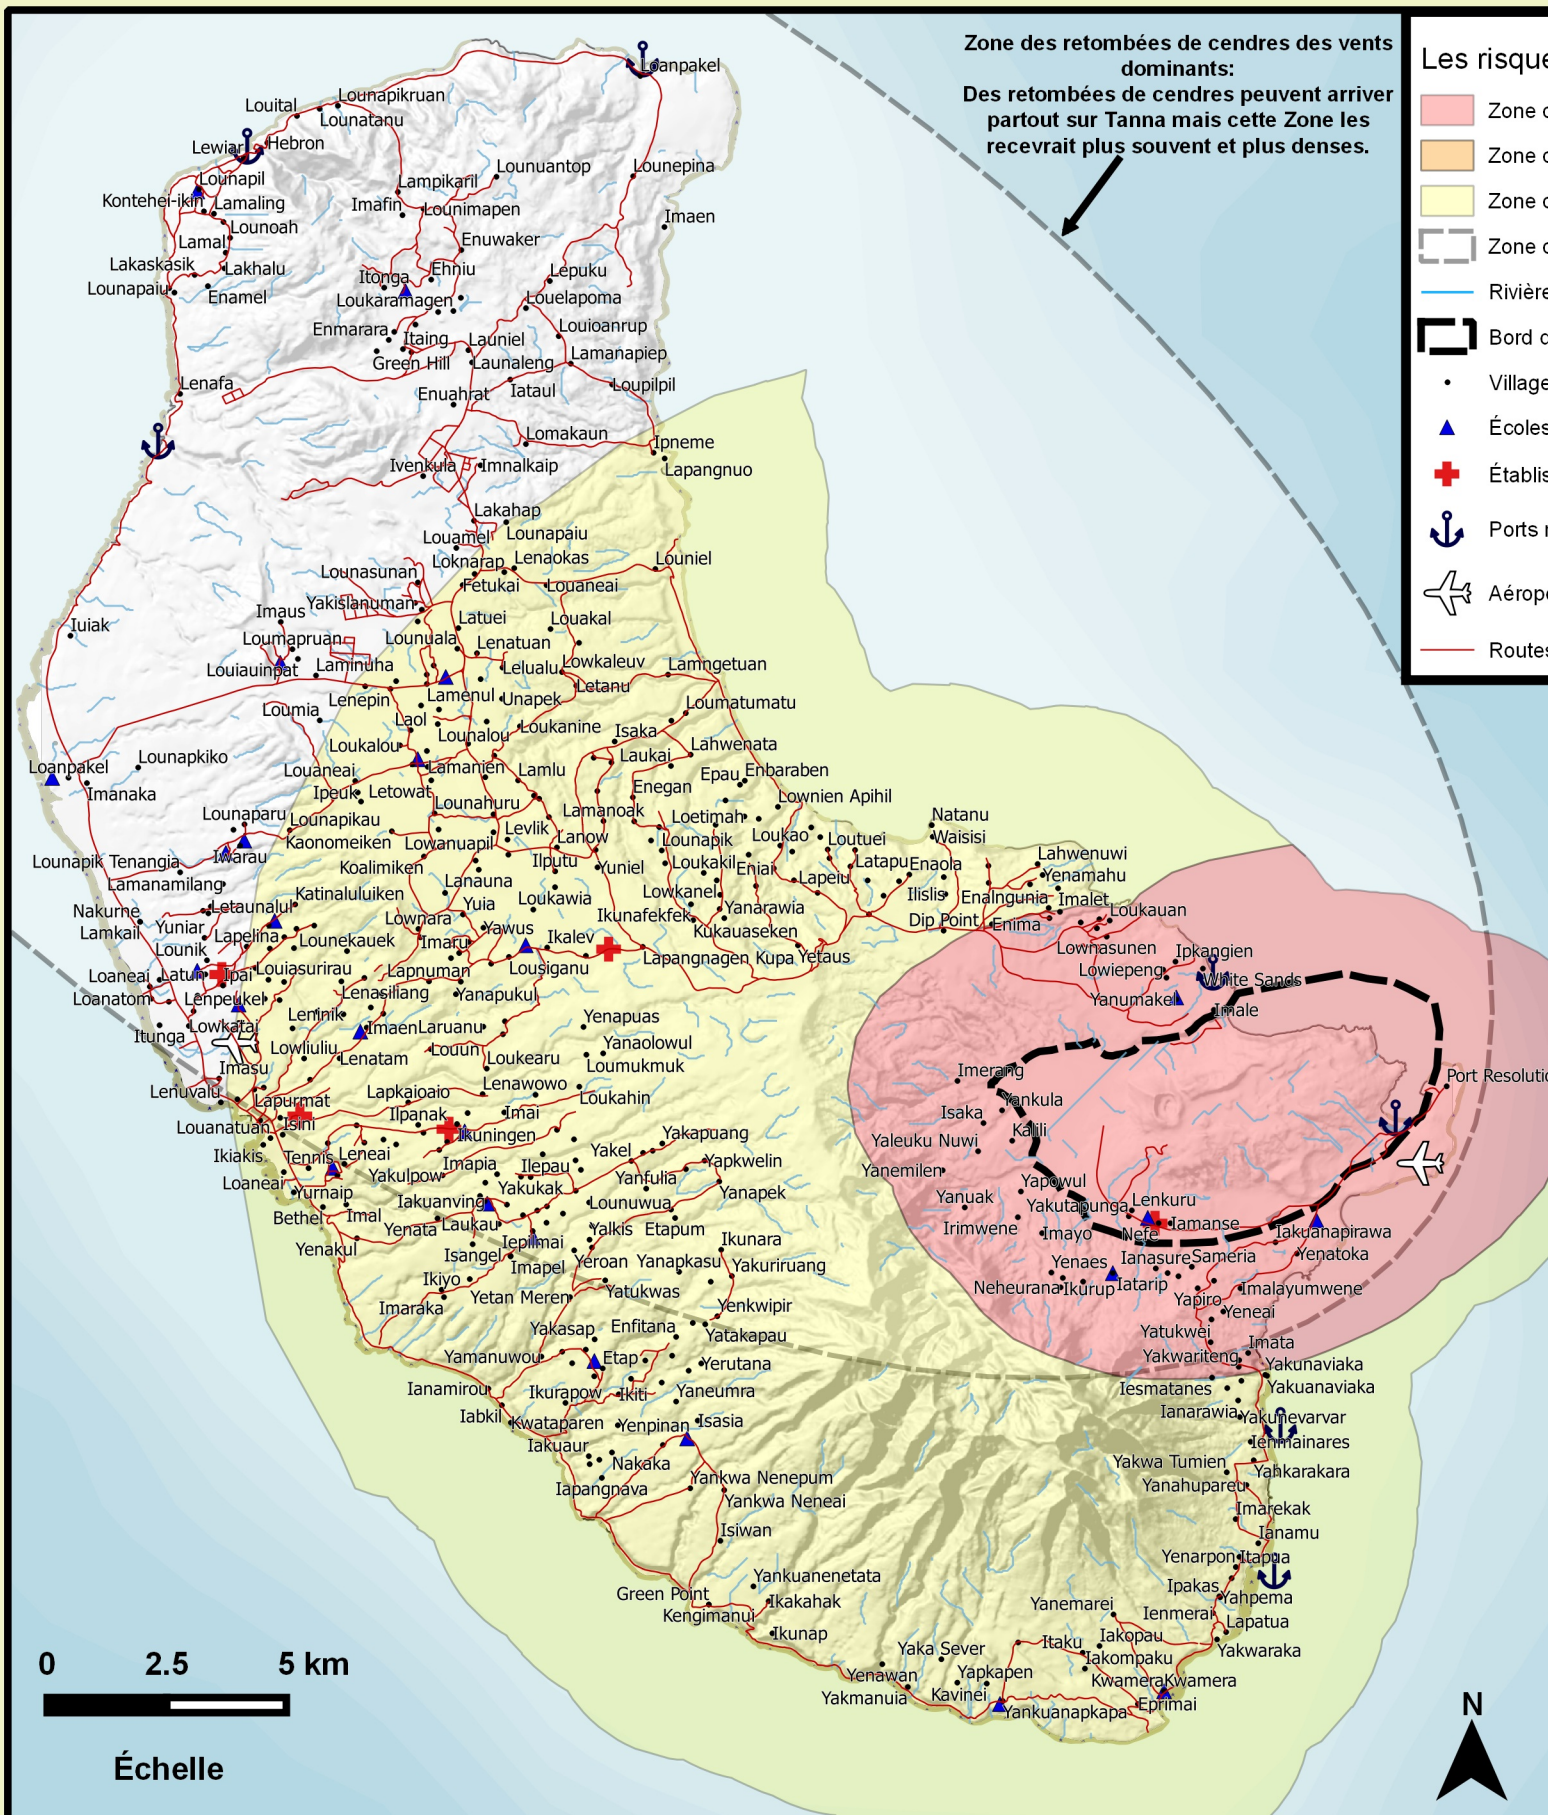 Zone des retombées de cendres des vents
dominants:
Des retombées de cendres peuvent arriver
partout sur Tanna mais cette Zone les
recevrait plus souvent et plus denses.
Les risque
Zone
Zone
Zone
Zone
Rivière
Bord d
Village
Écoles
Établis
Ports
Aéropo
Routes
Loanpakel
Lounapikruan
Louital
Lounatanu
Hebron
Lewiar
Lounapil
Kontehei-ikin
Lamaling
Lounoah
Lamal
Lakaskasik
Lakhalu
Lounapaiu
Enamel
Lounuantop
Lounepina
Lampikaril
Imafin
Lounimapen
Imaen
Enuwaker
Ehniu
Itonga
Lepuku
Loukaramagen
Louelapoma
Enmarara
Itaing
Launiel
Louioanrup
Green Hill
Launaleng
Lamanapiep
Lenafa
Enuahrat
Iataul
Loupilpil
Lomakaun
Ipneme
Ivenkula
Imnalkaip
Lapangnuo
Lakahap
Louamel
Lounapaiu
Loknarap
Lenaokas
Louniel
Lounasunan
Fetukai
Louaneai
Yakislanuman
Imaus
Latuei
Louakal
Iuiak
Loumapruan
Lounuala
Lenatuan
Louiauinpat
Laminuha
Lelualu
Lowkaleuv
Lamngetuan
Lenepin
Lamenul
Unapek
Letanu
Loumia
Laol
Loukanine
Loumatumatu
Loukalou
Lounalou
Isaka
Lahwenata
Lounapkiko
Loanpakel
Louaneai
Lamanien
Lamlu
Laukai
Epau
Enbaraben
Imanaka
Ipeuk
Letowat
Enegan
Lounahuru
Lamanoak
Lownien Apihil
Lounaparu
Lounapikau
Levlik
Loetimah
Natanu
Kaonomeiken
Lowanuapil
Lanow
Lounapik
Loukao
Loutuei
Waisisi
Iwarau
Lounapik
Tenangia
Koalimiken
Ilputu
Yuniel
Loukakil
Eniai
Latapu
Enaola
Lahwenuwi
Lamanamilang
Lanauna
Lapeiu
Yenamahu
Katinaluluiken
Loukawia
Lowkanel
Ilislis
Enalngunia
Imalet
Nakurne
Letaunalul
Yuia
Yanarawia
Loukauan
Lamkail
Yuniar
Lownara
Ikunafekfek
Dip Point
Enima
Lapelina
Yawus
Kukauaseken
Lounik
Lounekauek
Imaru
Ikalev
Lownasunen
Ipkangien
Loaneai
Latun
Ipai
Louiasurirau
Lapnuman
Lousiganu
Lapangnagen
Kupa
Yetaus
Lowiepeng
White Sands
Loanatom
Lenpeukel
Lenasiliang
Yanapukul
Yanumakel
Imale
Leninik
Itunga
Lowkatai
Imaen
Laruanu
Yenapuas
Lowliuliu
Louun
Yanaolowul
Imasu
Lenatam
Loukearu
Loumukmuk
Imerang
Port Resolutio
Lenuvalu
Lapkaioaio
Lenawowo
Loukahin
Isaka
Yankula
Lapurmat
Ilpanak
Imai
Louanatuan
Isini
Ikuningen
Yaleuku Nuwi
Kalili
Ikiakis
Tennis
Leneai
Yakel
Yakapuang
Yanemilen
Imapia
Ilepau
Yapkwelin
Loaneai
Yakulpow
Yanfulia
Yapowul
Yurnaip
Iakuanving
Yakukak
Yanapek
Yanuak
Yakutapunga
Lenkuru
Bethel
Imal
Lounuwua
Iamanse
Yenata
Laukau
Yalkis
Etapum
Irimwene
Imayo
Nefe
Iakuanapirawa
Yenakul
Isangel
Iepilmai
Ikunara
Yenaes
Ianasure
Sameria
Yenatoka
Imapel
Yeroan
Yanapkasu
Yakuriruang
Ikiyo
Neheurana
Ikurup
Iatarip
Imalayumwene
Imaraka
Yetan Meren
Yatukwas
Yenkwipir
Yapiro
Yeneai
Yakasap
Enfitana
Yatakapau
Yatukwei
Imata
Yamanuwou
Etap
Yerutana
Yakwariteng
Yakunaviaka
Ianamirou
Ikurapow
Ikiti
Yaneumra
Iesmatanes
Yakuanaviaka
Iabkil
Kwataparen
Yenpinan
Isasia
Ianarawia
Yakunevarvar
Iakuaur
Ienmainares
Nakaka
Yakwa Tumien
Yahkarakara
Iapangnava
Yankwa Nenepum
Yanahupareu
Yankwa Neneai
Imarekak
Isiwan
Ianamu
Yenarpon
Itapua
Yankuanenetata
Ipakas
Green Point
Ikakahak
Yahpema
Kengimanui
Yanemarei
Ienmerai
Ikunap
Iakopau
Lapatua
Yaka Sever
Itaku
Yakwaraka
Iakompaku
Yenawan
Yapkapen
Kwamera
Kwamera
Yakmanuia
Kavinei
Eprimai
Yankuanapkapa
0 2.5 5 km
Échelle
N